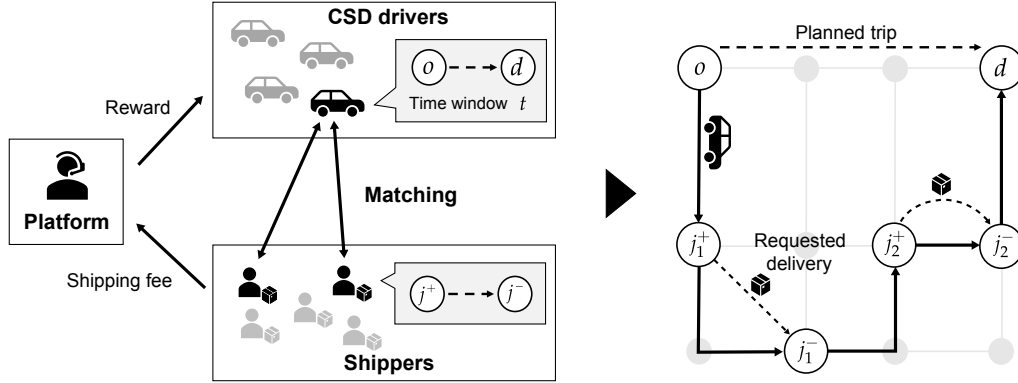 CSD drivers
o
d
Time window t
Reward
Platform
Matching
Shipping fee
j+
j−
Shippers
Planned trip
o
d
j1+
Requested
delivery
j2+
j2−
j1−